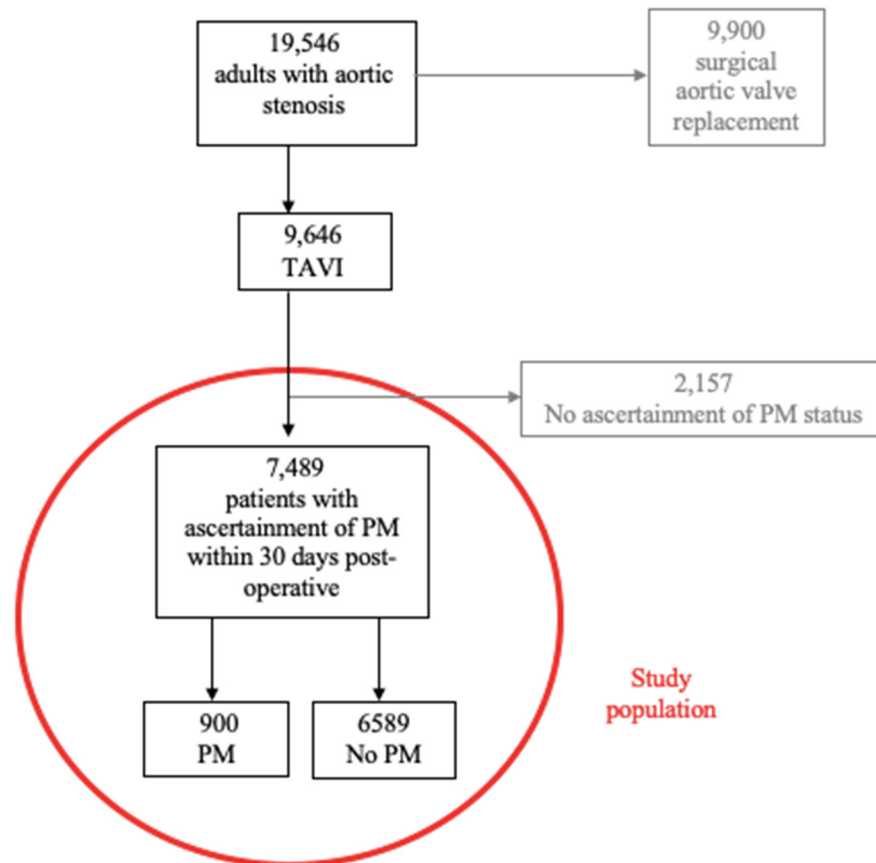 19,546
adults with aortic
stenosis
9,900
surgical
aortic valve
replacement
9,646
TAVI
2,157
No ascertainment of PM status
7,489
patients with
ascertainment of PM
within 30 days post-
operative
Study
population
900
PM
6589
No PM